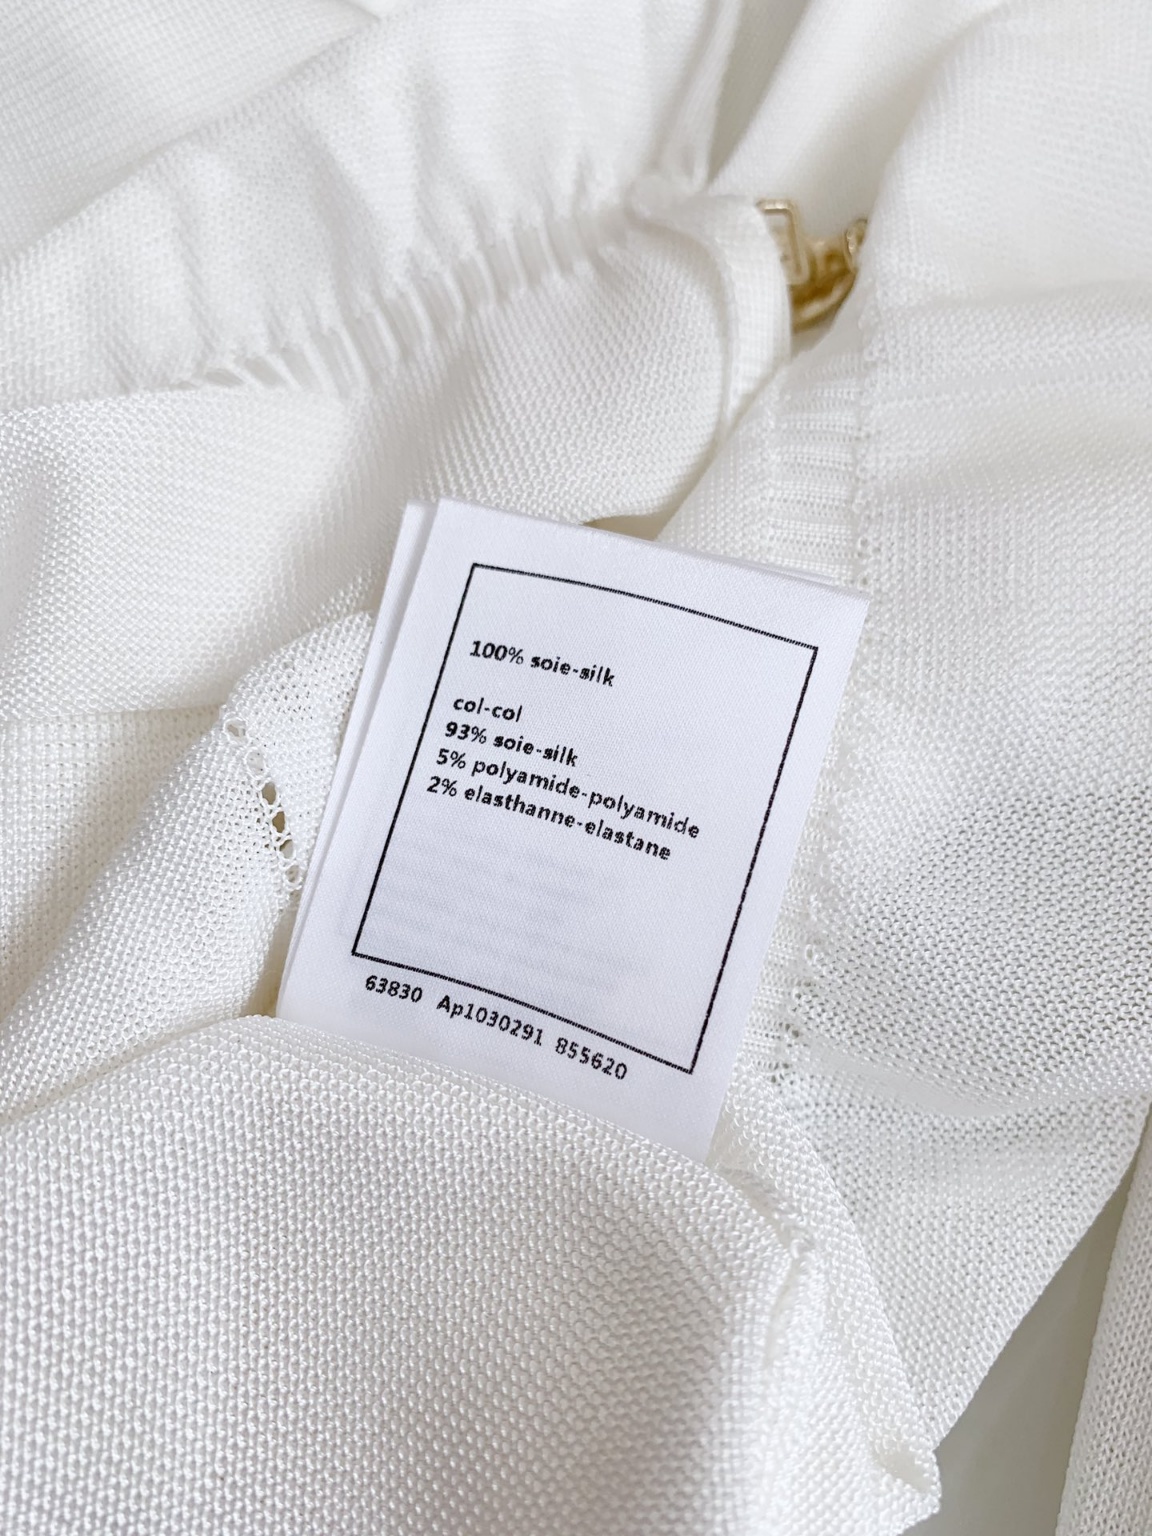 100% soie-silk
col-col
93% soie-silk
5% polyamide-polyamide
2% elasthanne-elastane
63830 Ap1030291 855620